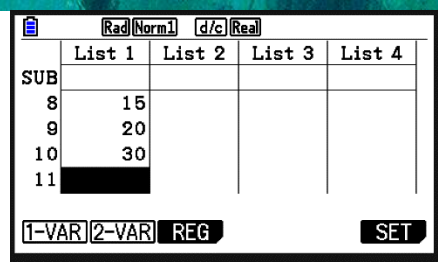 Rad Norm1 d/c Real
List 1 List 2 List 3 List 4
SUB
8 15
9 20
10 30
11
1-VAR 2-VAR REG SET